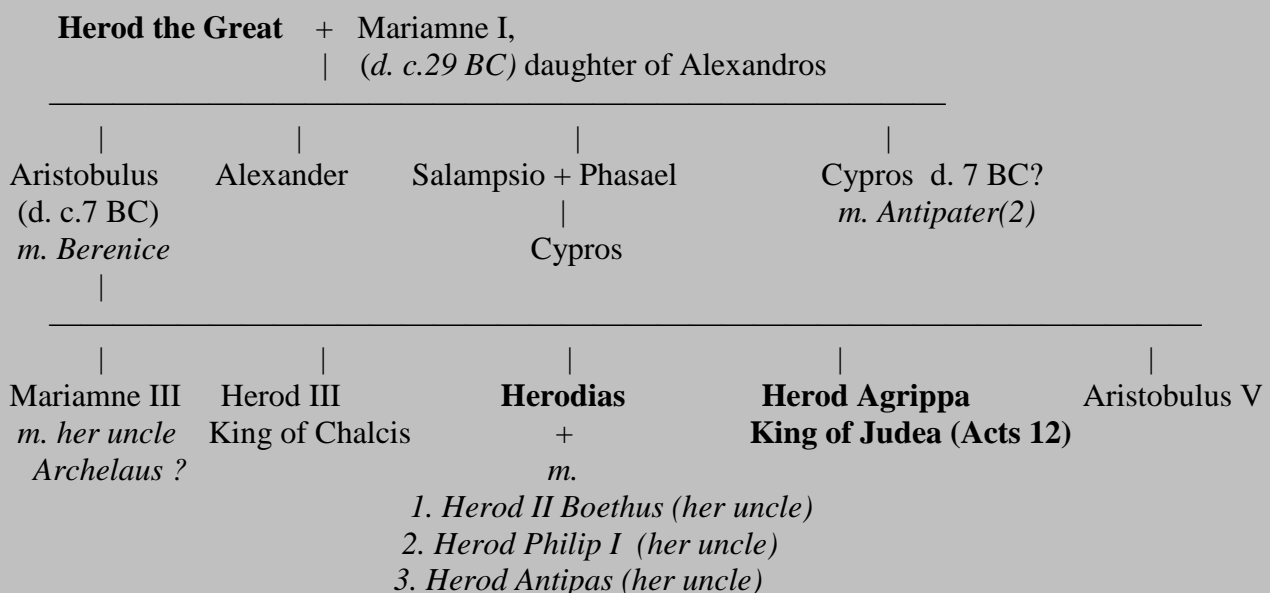 Herod the Great + Mariamne I,
| (d. c.29 BC) daughter of Alexandros
| | | |
Aristobulus Alexander Salampsio + Phasael Cypros d. 7 BC?
(d. c.7 BC) | m. Antipater(2)
m. Berenice Cypros
|
| | | | |
Mariamne III Herod III Herodias Herod Agrippa Aristobulus V
m. her uncle King of Chalcis + King of Judea (Acts 12)
Archelaus ? m.
1. Herod II Boethus (her uncle)
2. Herod Philip I (her uncle)
3. Herod Antipas (her uncle)